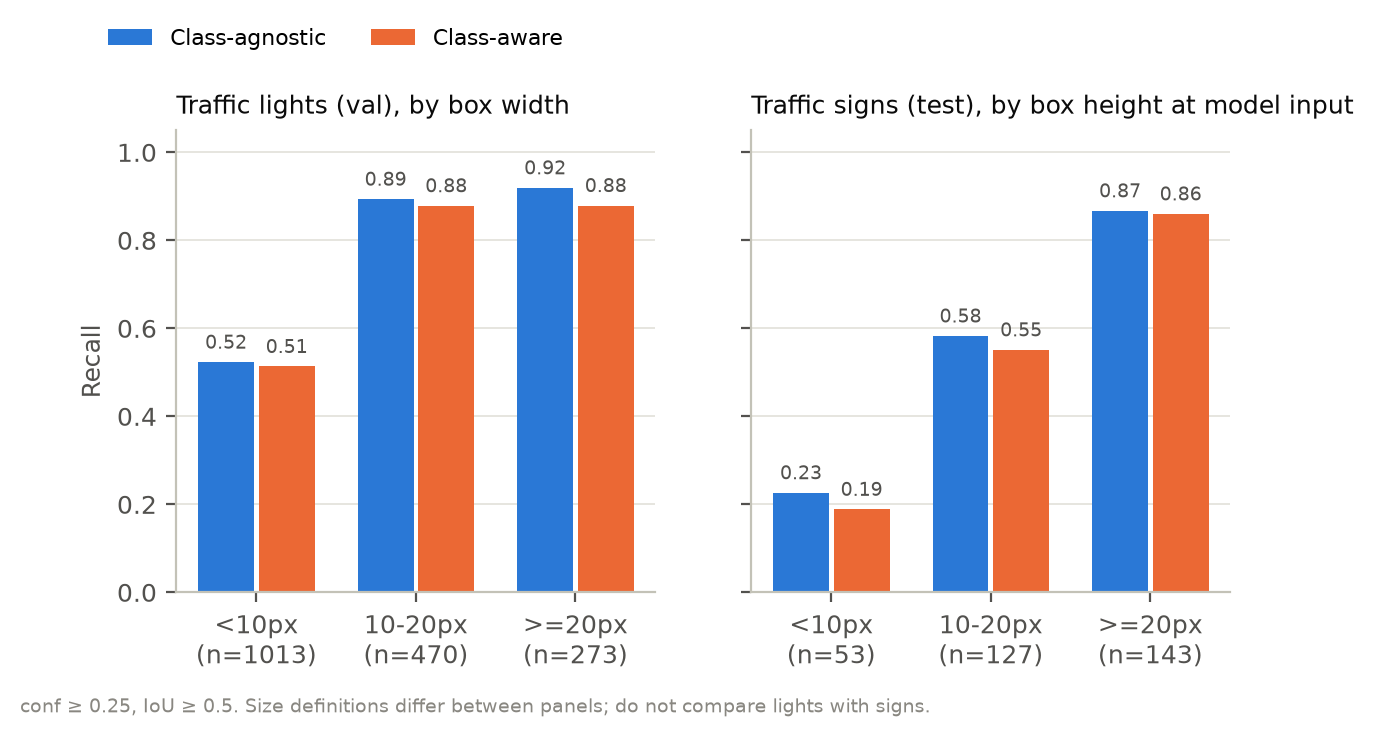 Class-agnostic Class-aware
Traffic lights (val), by box width
Recall
1.0
0.8
0.6
0.4
0.2
0.0
0.52 0.51 0.89 0.88 0.92 0.88
<10px 10-20px >=20px
(n=1013) (n=470) (n=273)
Traffic signs (test), by box height at model input
0.23 0.19 0.58 0.55 0.87 0.86
<10px 10-20px >=20px
(n=53) (n=127) (n=143)
conf ≥ 0.25, IoU ≥ 0.5. Size definitions differ between panels; do not compare lights with signs.